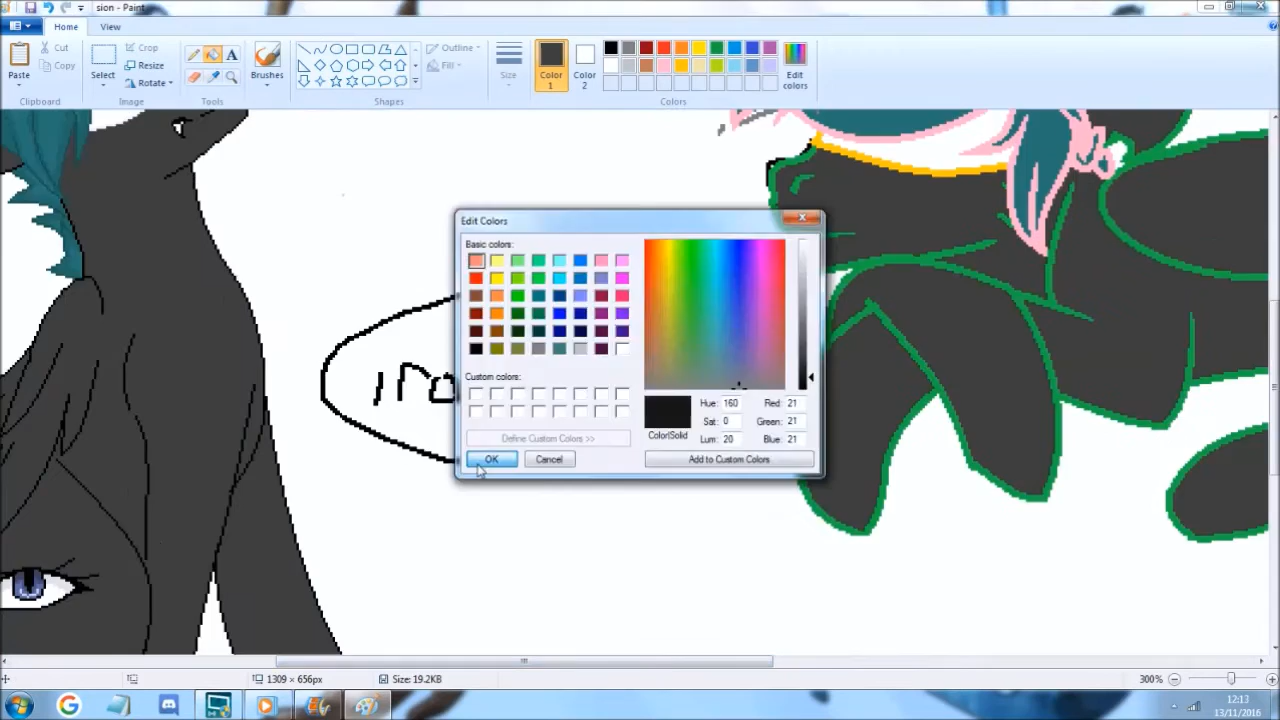 sion - Paint
Home View
Paste
Cut
Copy
Clipboard
Select
Crop
Resize
Rotate
Image
A
Tools
Brushes
Shapes
Outline
Fill
Size
Color 1
Color 2
Edit colors
Colors
Edit Colors
Basic colors:
Custom colors:
Define Custom Colors >>
OK Cancel
Color|Solid
Hue: 160 Red: 21
Sat: 0 Green: 21
Lum: 20 Blue: 21
Add to Custom Colors
1309 × 656px
Size: 19.2KB
300%
12:13
13/11/2016